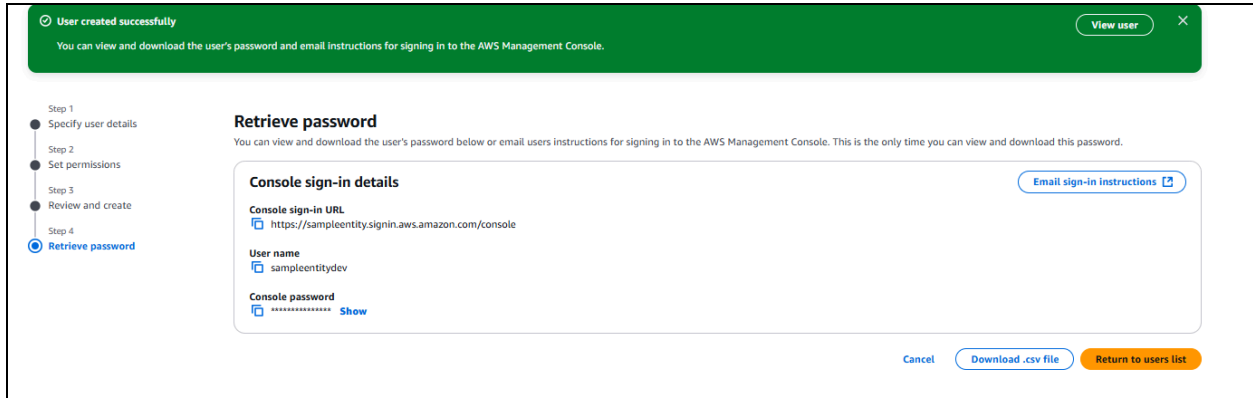 User created successfully
View user
You can view and download the user's password and email instructions for signing in to the AWS Management Console.
Step 1
Specify user details
Step 2
Set permissions
Step 3
Review and create
Step 4
Retrieve password
Retrieve password
You can view and download the user's password below or email users instructions for signing in to the AWS Management Console. This is the only time you can view and download this password.
Console sign-in details
Email sign-in instructions
Console sign-in URL
https://sampleentity.signin.aws.amazon.com/console
User name
sampleentitydev
Console password
*************** Show
Cancel
Download .csv file
Return to users list